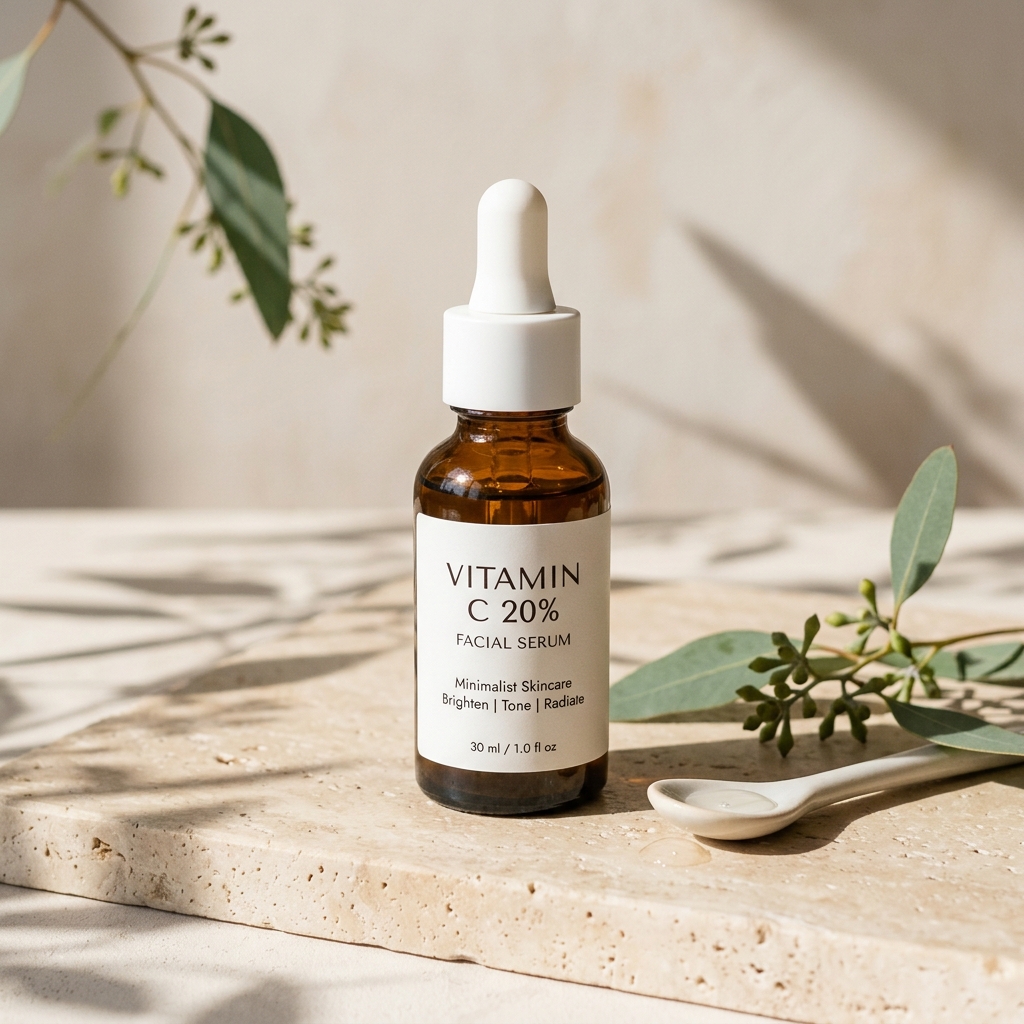 VITAMIN
C 20%
FACIAL SERUM
Minimalist Skincare
Brighten | Tone | Radiate
30 ml / 1.0 fl oz